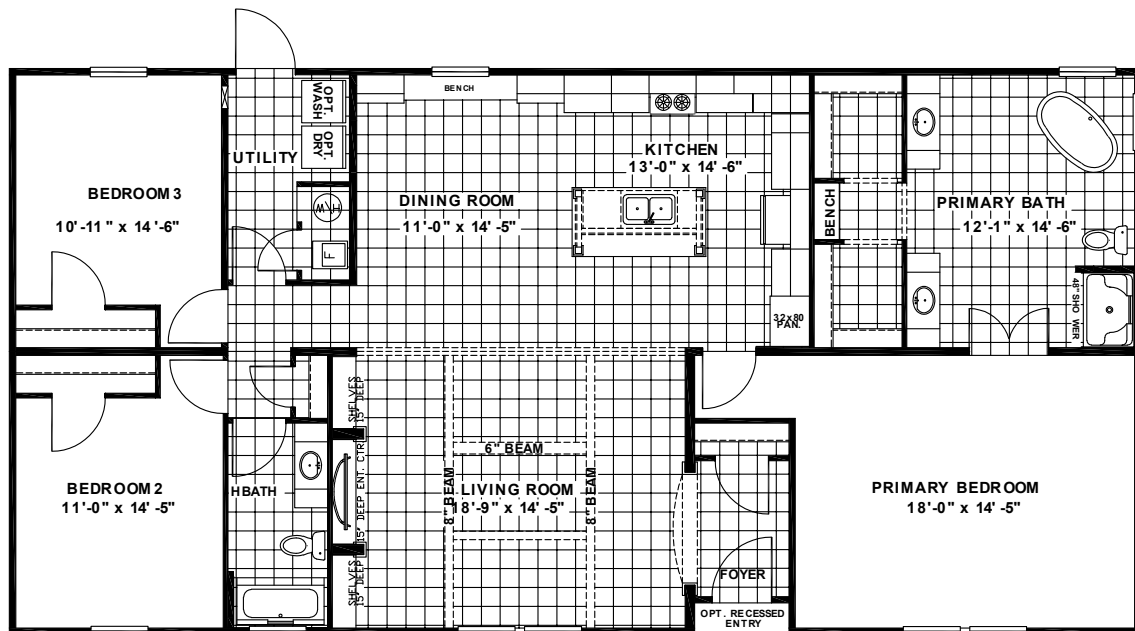 OPT.
WASH
OPT.
DRY
BENCH
UTILITY
KITCHEN
13'-0" x 14'-6"
BEDROOM 3
10'-11" x 14'-6"
H/W
F
DINING ROOM
11'-0" x 14'-5"
BENCH
PRIMARY BATH
12'-1" x 14'-6"
48" SHOWER
32x80
PAN.
SHELVES
15" DEEP
6" BEAM
BEDROOM 2
11'-0" x 14'-5"
HBATH
15" DEEP ENT. CTR.
8" BEAM
LIVING ROOM
18'-9" x 14'-5"
8" BEAM
PRIMARY BEDROOM
18'-0" x 14'-5"
SHELVES
15" DEEP
FOYER
OPT. RECESSED
ENTRY